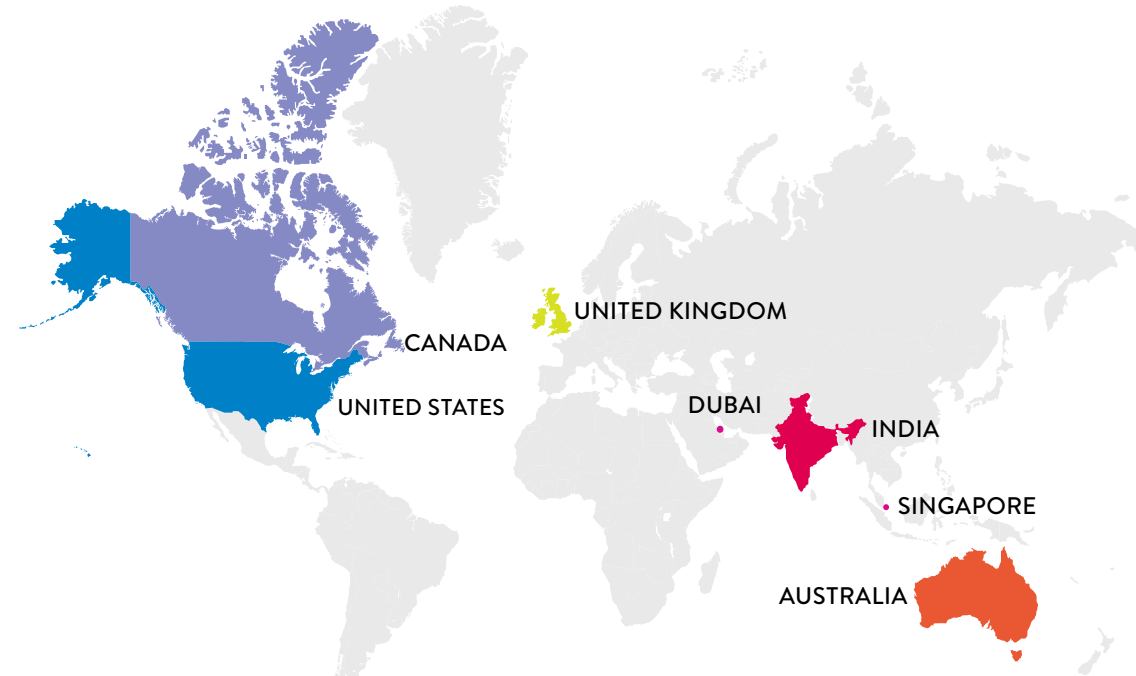 UNITED KINGDOM
CANADA
DUBAI
UNITED STATES
INDIA
SINGAPORE
AUSTRALIA